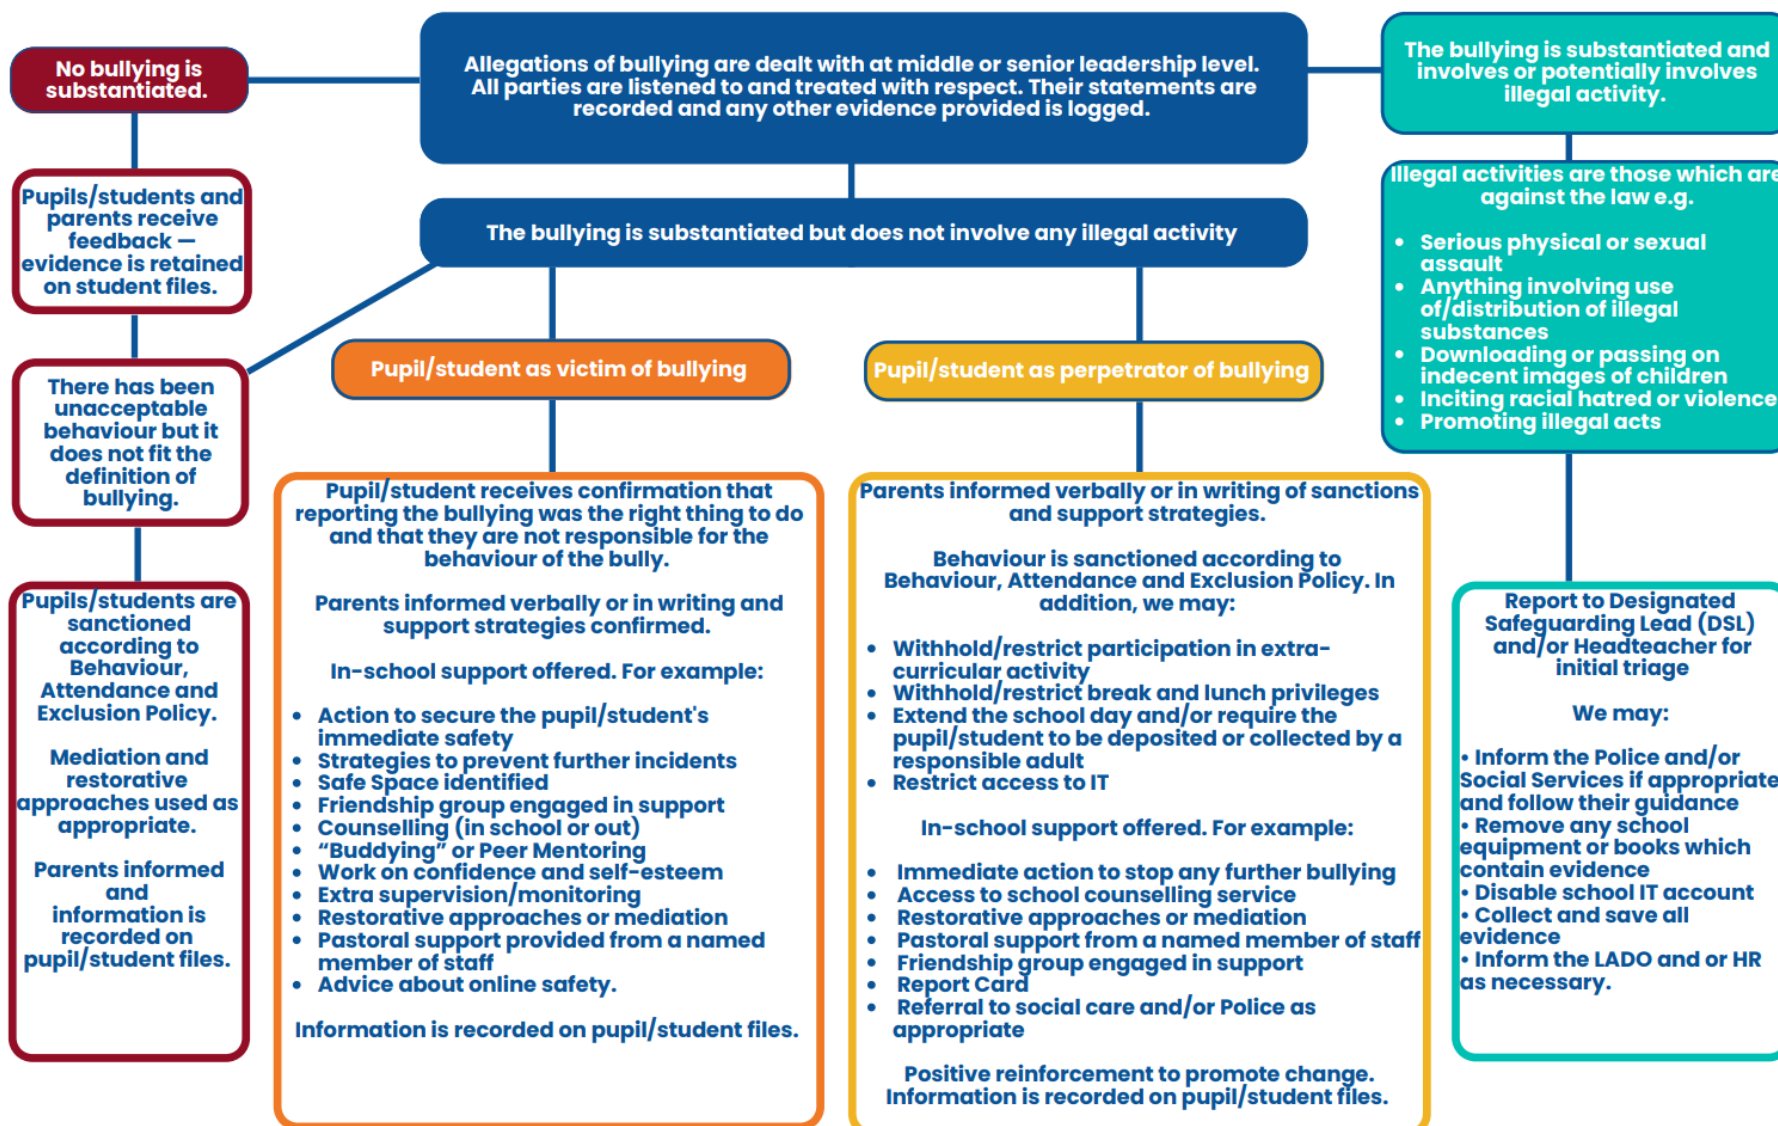 No bullying is
substantiated.
Allegations of bullying are dealt with at middle or senior leadership level.
All parties are listened to and treated with respect. Their statements are
recorded and any other evidence provided is logged.
The bullying is substantiated and
involves or potentially involves
illegal activity.
Pupils/students and
parents receive
feedback —
evidence is retained
on student files.
The bullying is substantiated but does not involve any illegal activity
Illegal activities are those which are
against the law e.g.
• Serious physical or sexual
assault
• Anything involving use
of/distribution of illegal
substances
• Downloading or passing on
indecent images of children
• Inciting racial hatred or violence
• Promoting illegal acts
There has been
unacceptable
behaviour but it
does not fit the
definition of
bullying.
Pupil/student as victim of bullying
Pupil/student as perpetrator of bullying
Pupils/students are
sanctioned
according to
Behaviour,
Attendance and
Exclusion Policy.
Mediation and
restorative
approaches used as
appropriate.
Parents informed
and
information is
recorded on
pupil/student files.
Pupil/student receives confirmation that
reporting the bullying was the right thing to do
and that they are not responsible for the
behaviour of the bully.
Parents informed verbally or in writing and
support strategies confirmed.
In-school support offered. For example:
• Action to secure the pupil/student's
immediate safety
• Strategies to prevent further incidents
• Safe Space identified
• Friendship group engaged in support
• Counselling (in school or out)
• “Buddying” or Peer Mentoring
• Work on confidence and self-esteem
• Extra supervision/monitoring
• Restorative approaches or mediation
• Pastoral support provided from a named
member of staff
• Advice about online safety.
Information is recorded on pupil/student files.
Parents informed verbally or in writing of sanctions
and support strategies.
Behaviour is sanctioned according to
Behaviour, Attendance and Exclusion Policy. In
addition, we may:
• Withhold/restrict participation in extra-
curricular activity
• Withhold/restrict break and lunch privileges
• Extend the school day and/or require the
pupil/student to be deposited or collected by a
responsible adult
• Restrict access to IT
In-school support offered. For example:
• Immediate action to stop any further bullying
• Access to school counselling service
• Restorative approaches or mediation
• Pastoral support from a named member of staff
• Friendship group engaged in support
• Report Card
• Referral to social care and/or Police as
appropriate
Positive reinforcement to promote change.
Information is recorded on pupil/student files.
Report to Designated
Safeguarding Lead (DSL)
and/or Headteacher for
initial triage
We may:
• Inform the Police and/or
Social Services if appropriate
and follow their guidance
• Remove any school
equipment or books which
contain evidence
• Disable school IT account
• Collect and save all
evidence
• Inform the LADO and or HR
as necessary.